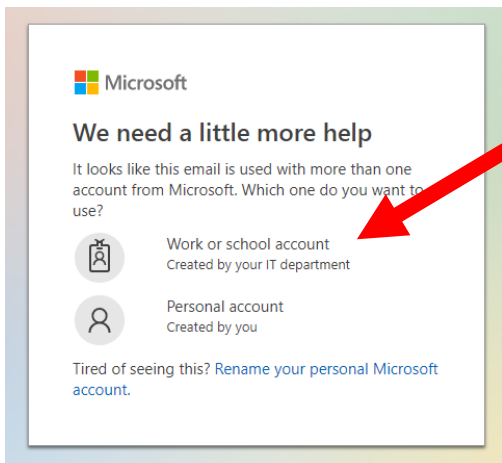 Microsoft
We need a little more help
It looks like this email is used with more than one
account from Microsoft. Which one do you want to
use?
Work or school account
Created by your IT department
Personal account
Created by you
Tired of seeing this? Rename your personal Microsoft
account.